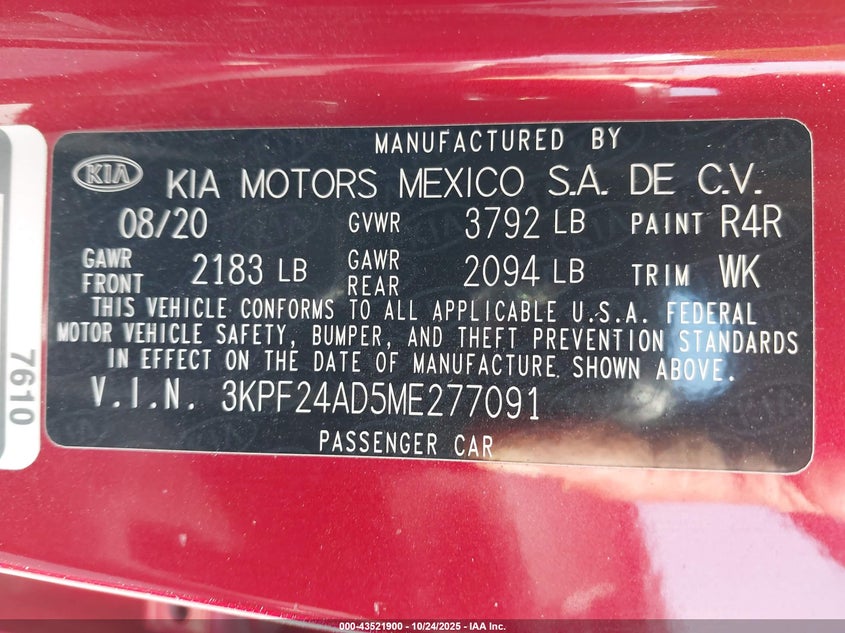 MANUFACTURED BY
KIA KIA MOTORS MEXICO S.A. DE C.V.
08/20 GVWR 3792 LB PAINT R4R
GAWR FRONT 2183 LB GAWR REAR 2094 LB TRIM WK
THIS VEHICLE CONFORMS TO ALL APPLICABLE U.S.A. FEDERAL
MOTOR VEHICLE SAFETY, BUMPER, AND THEFT PREVENTION STANDARDS
IN EFFECT ON THE DATE OF MANUFACTURE SHOWN ABOVE.
V.I.N. 3KPF24AD5ME277091
PASSENGER CAR
7610
000-43521900 - 10/24/2025 - IAA Inc.